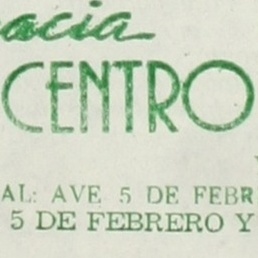 acia
CENTRO
AL: AVE 5 DE FEBR
5 DE FEBRERO Y